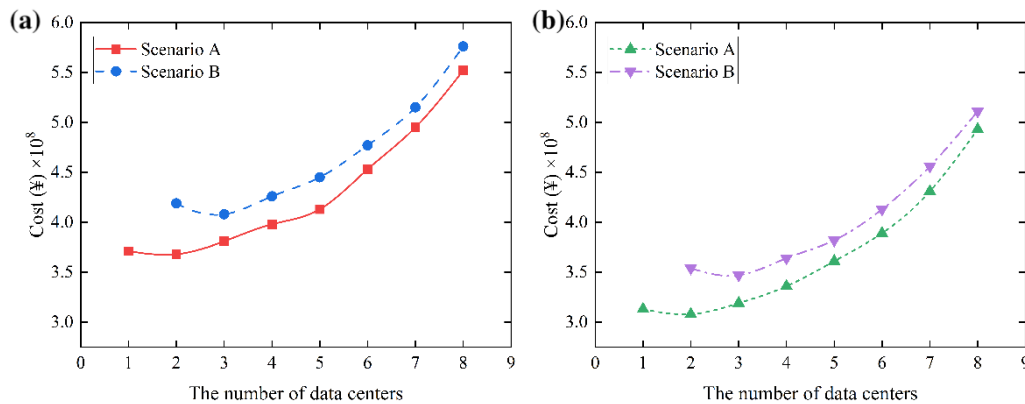 (a)
6.0
5.5
5.0
4.5
4.0
3.5
3.0
Cost (¥) ×10⁸
Scenario A
Scenario B
0 1 2 3 4 5 6 7 8 9
The number of data centers
(b)
6.0
5.5
5.0
4.5
4.0
3.5
3.0
Cost (¥) ×10⁸
Scenario A
Scenario B
0 1 2 3 4 5 6 7 8 9
The number of data centers